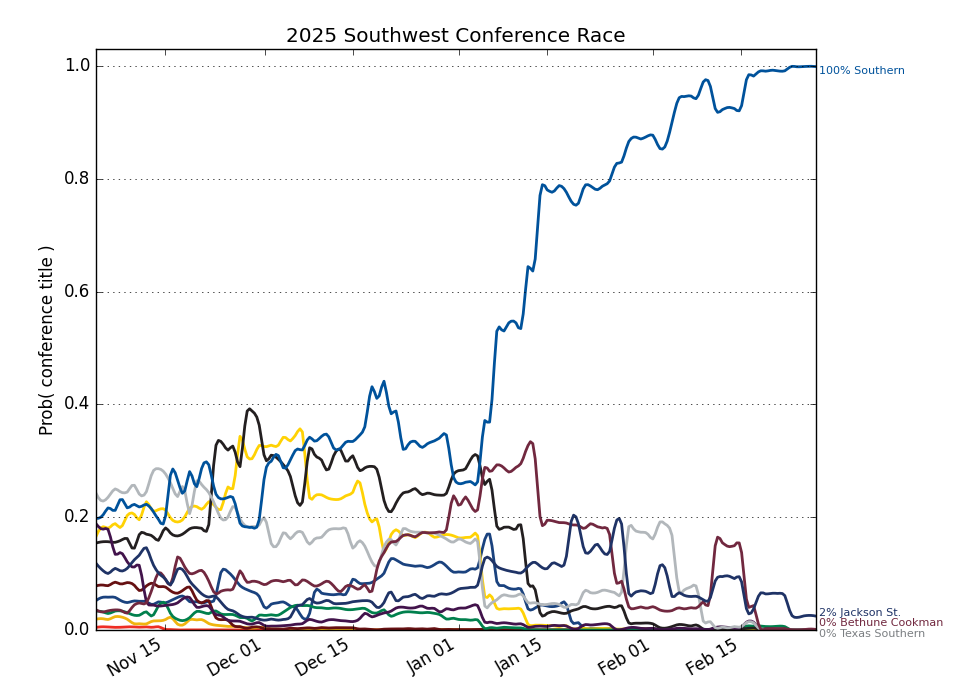 2025 Southwest Conference Race
Prob( conference title )
1.0
0.8
0.6
0.4
0.2
0.0
Nov 15
Dec 01
Dec 15
Jan 01
Jan 15
Feb 01
Feb 15
100% Southern
2% Jackson St.
0% Bethune Cookman
0% Texas Southern